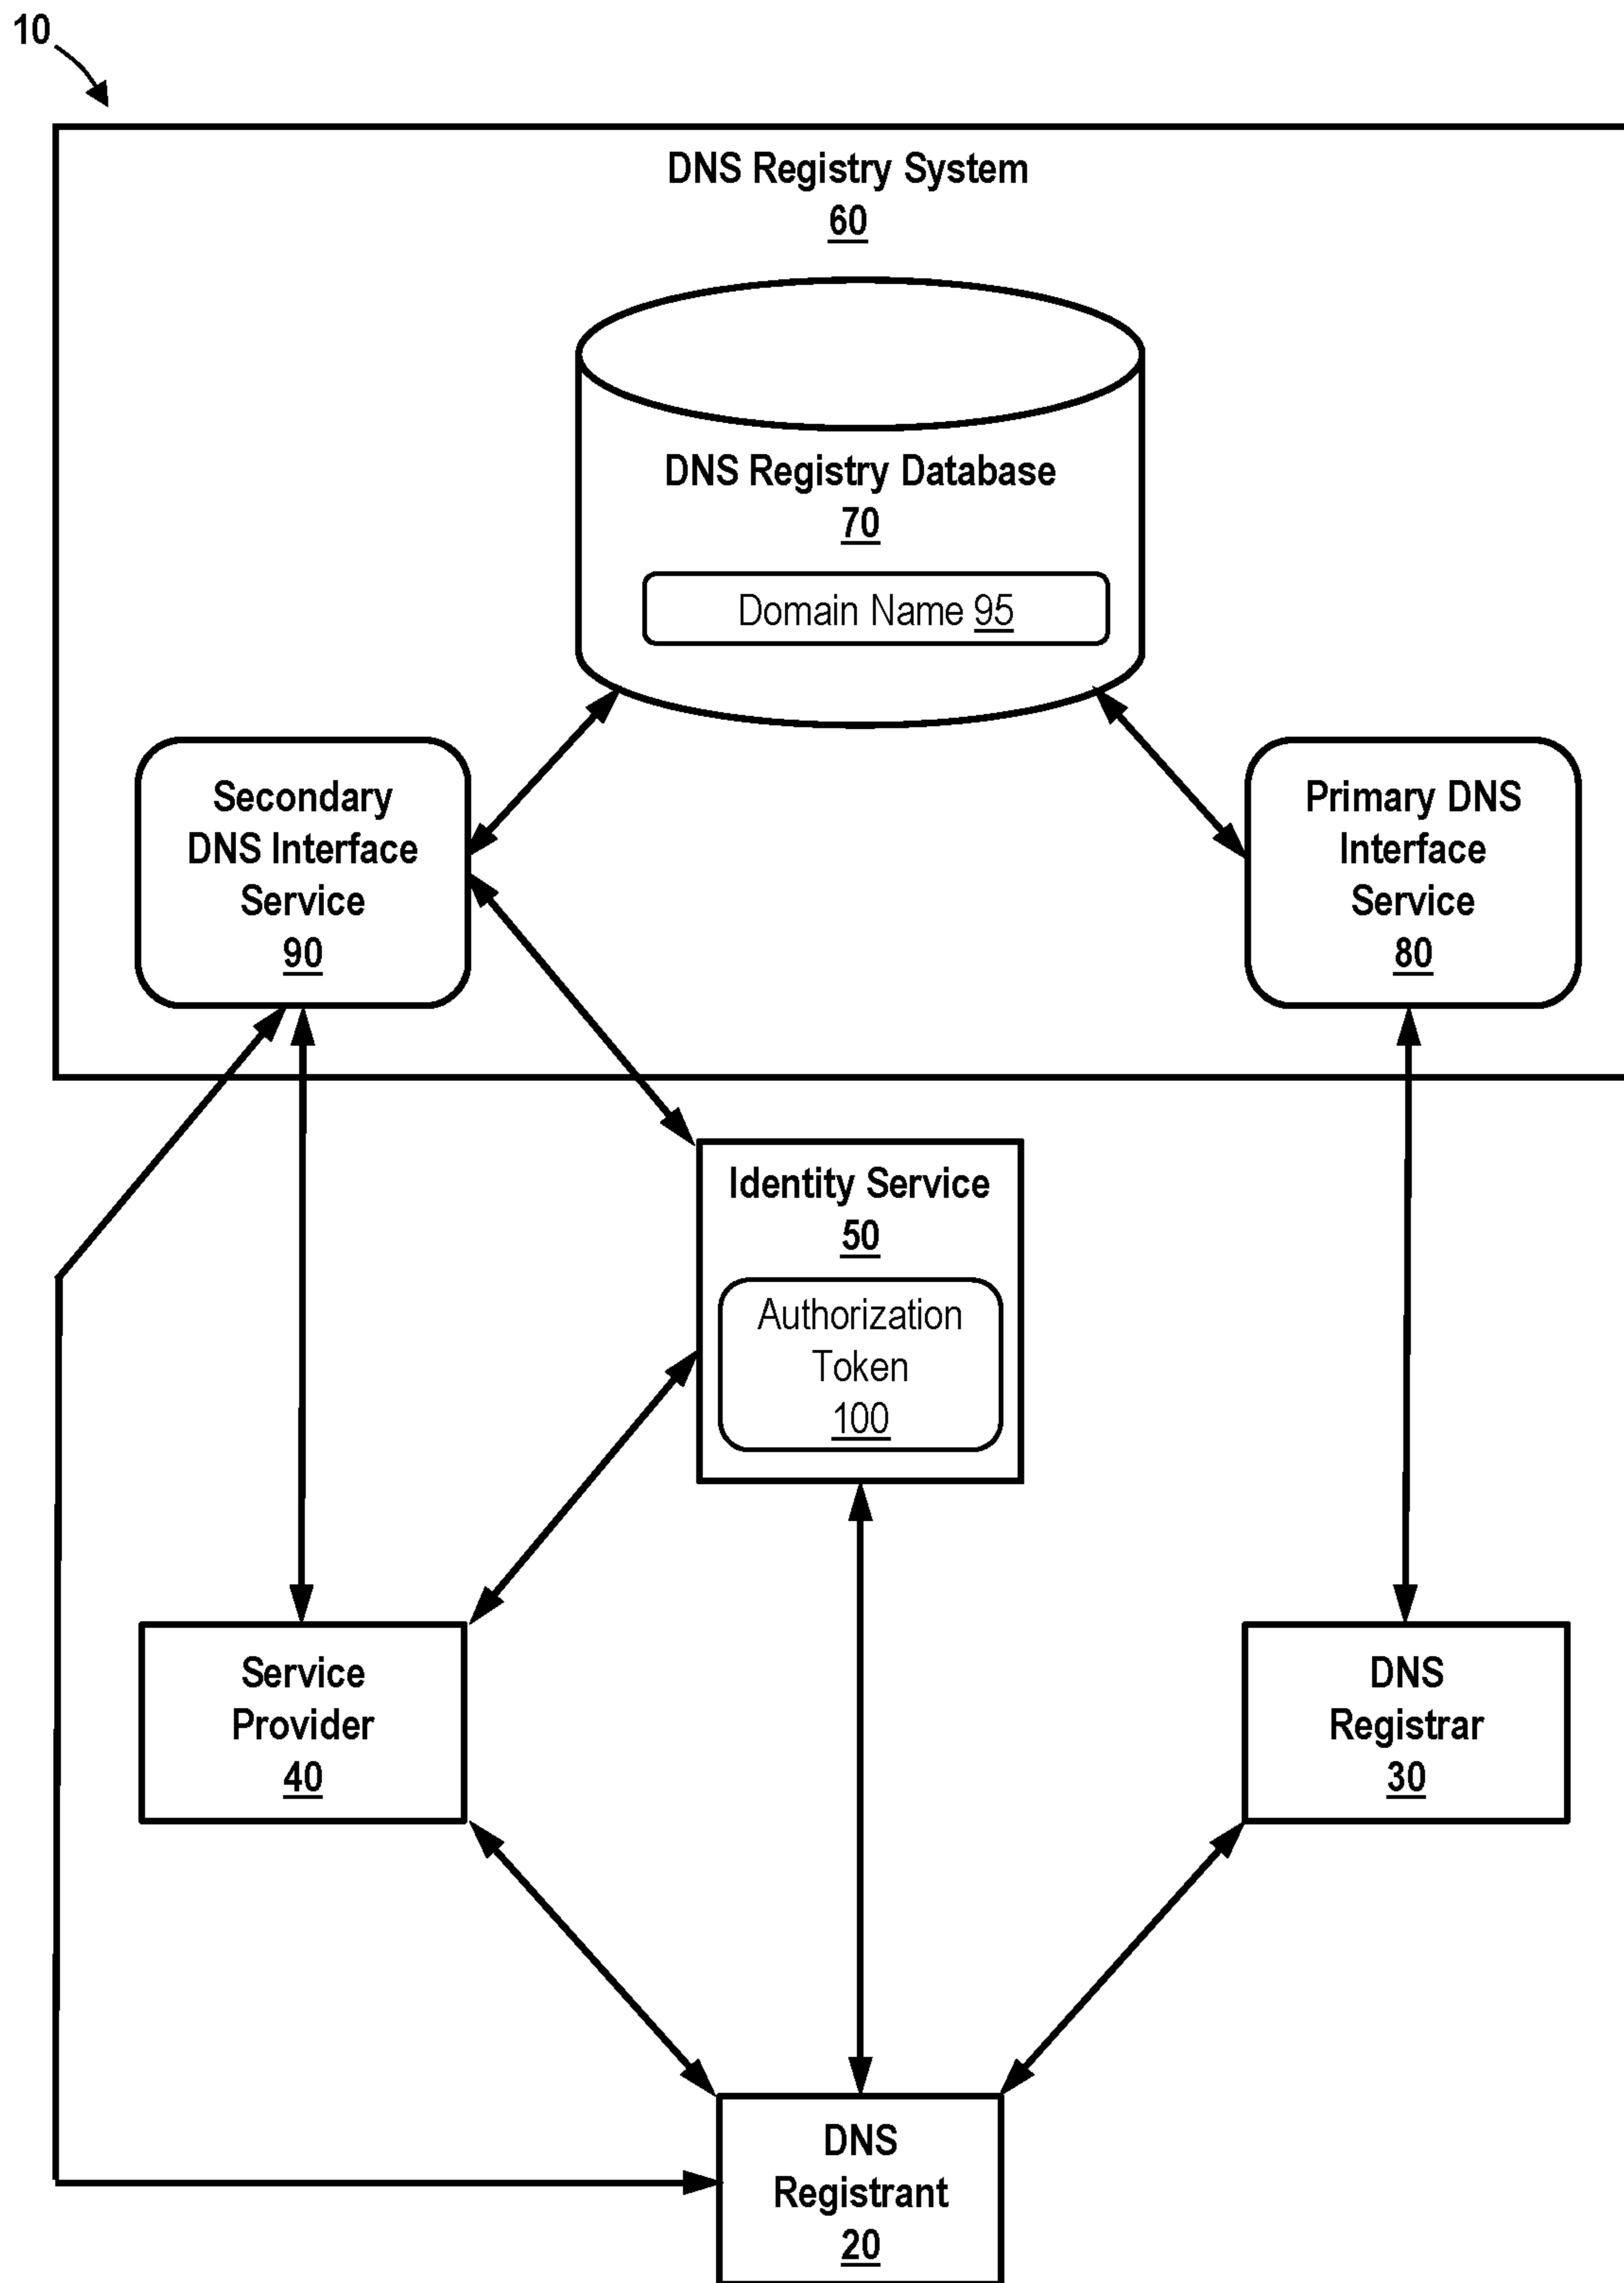 10
DNS Registry System
60
DNS Registry Database
70
Domain Name 95
Secondary
DNS Interface
Service
90
Primary DNS
Interface
Service
80
Identity Service
50
Authorization
Token
100
Service
Provider
40
DNS
Registrar
30
DNS
Registrant
20